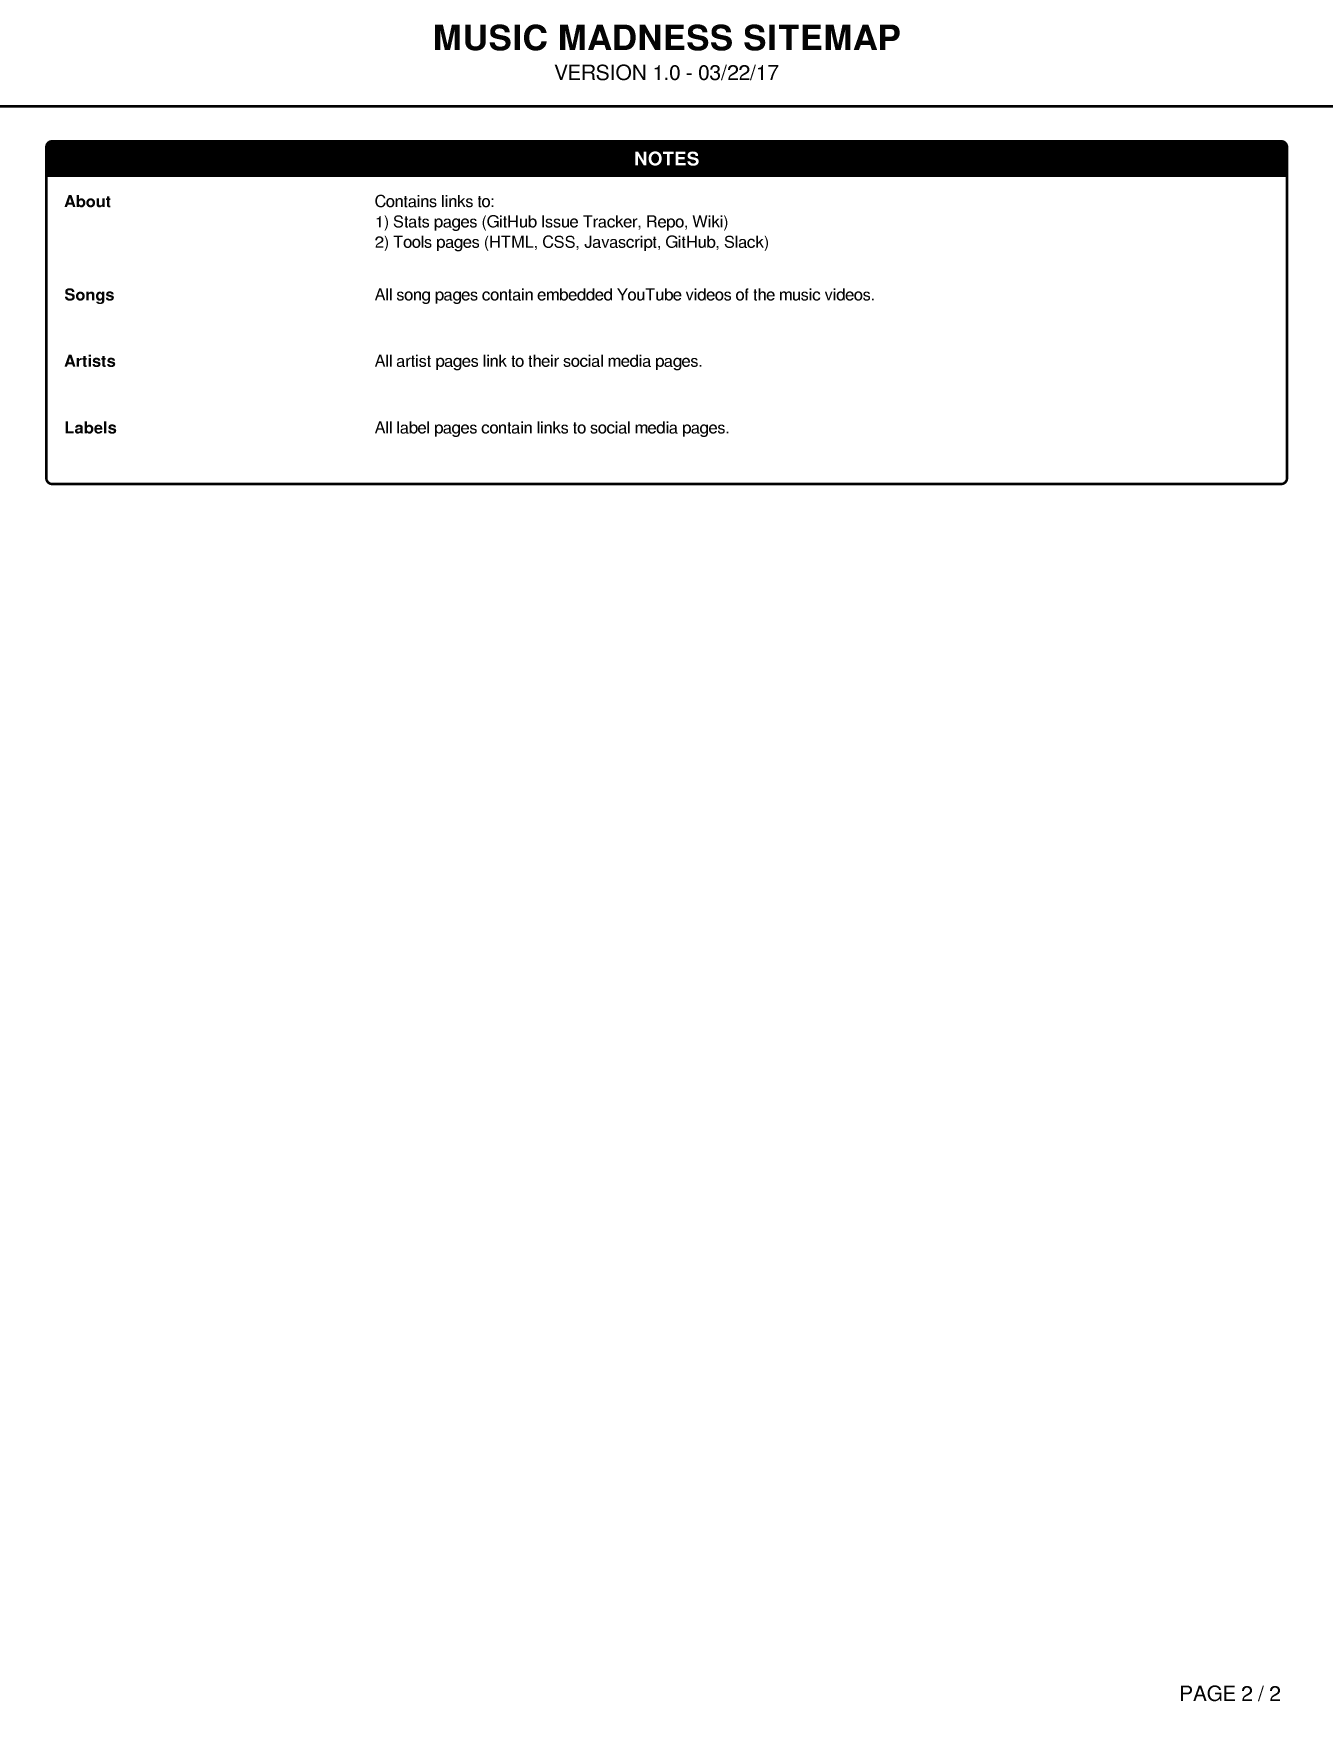 MUSIC MADNESS SITEMAP
VERSION 1.0 - 03/22/17
NOTES
About
Contains links to:
1) Stats pages (GitHub Issue Tracker, Repo, Wiki)
2) Tools pages (HTML, CSS, Javascript, GitHub, Slack)
Songs
All song pages contain embedded YouTube videos of the music videos.
Artists
All artist pages link to their social media pages.
Labels
All label pages contain links to social media pages.
PAGE 2 / 2